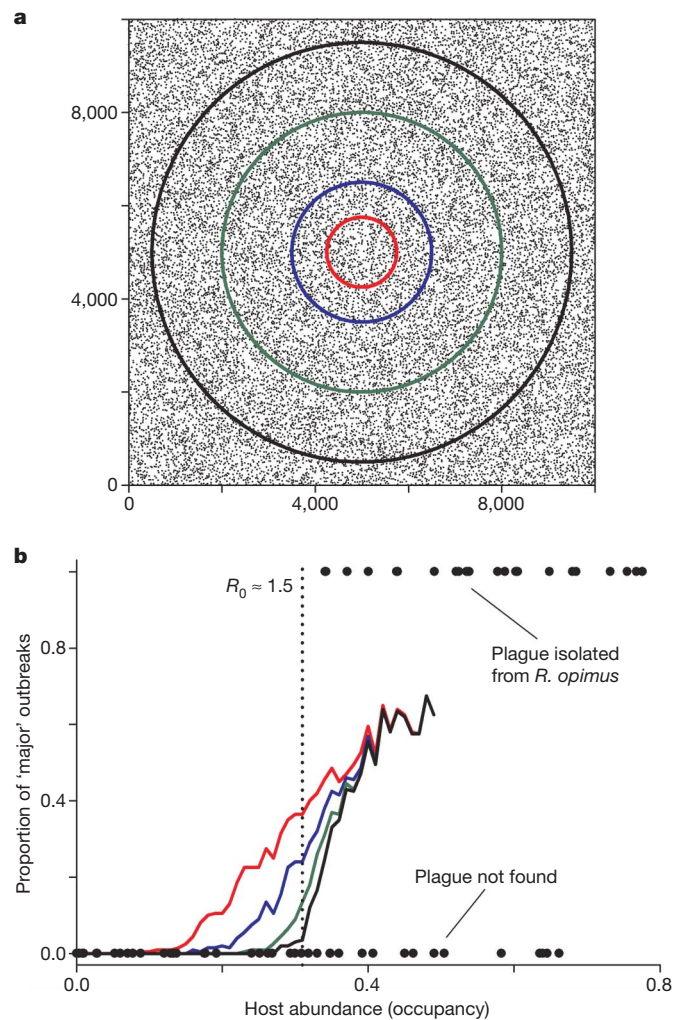 a
8,000
4,000
0
0
4,000
8,000
b
R₀ ≈ 1.5
0.8
Plague isolated
from R. opimus
Proportion of 'major' outbreaks
0.4
Plague not found
0.0
0.0
0.4
0.8
Host abundance (occupancy)